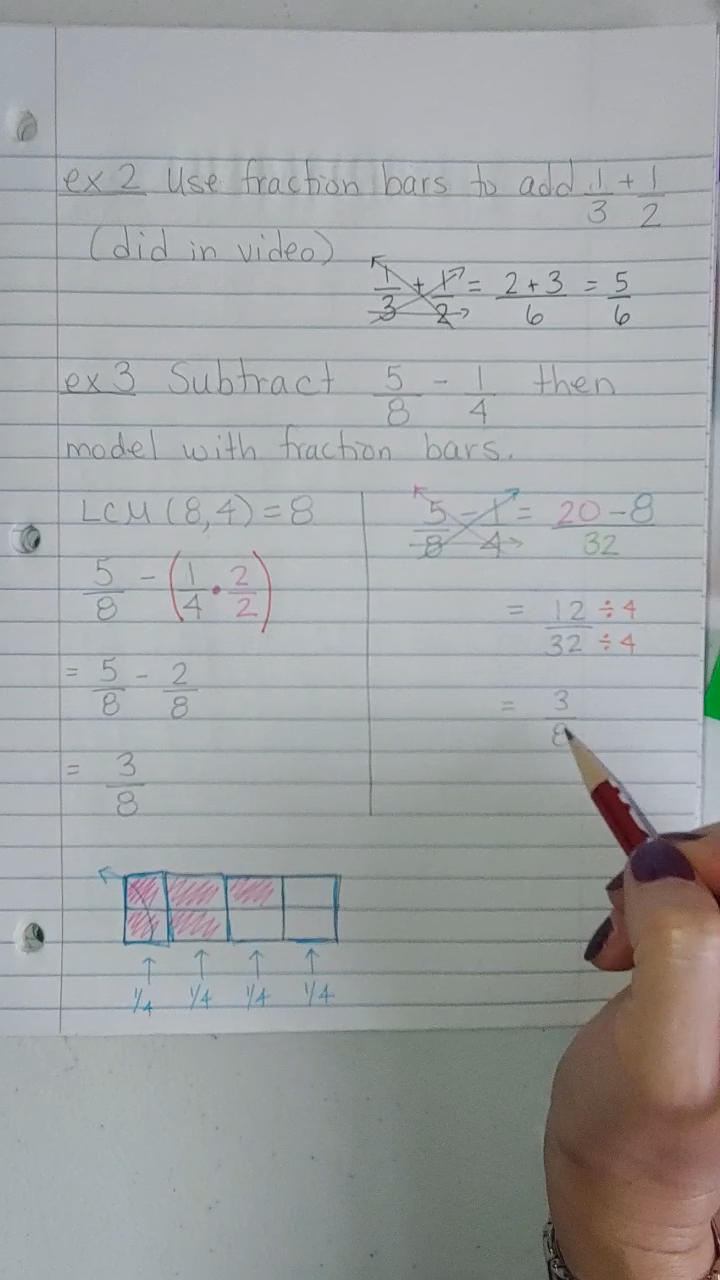 ex 2 Use fraction bars to add 1/3 + 1/2
(did in video)
1/3 + 1/2 = 2+3/6 = 5/6
ex 3 Subtract 5/8 - 1/4 then
model with fraction bars.
LCM (8,4) = 8
5/8 - (1/4 • 2/2)
= 5/8 - 2/8
= 3/8
5/8 - 1/4 = 20-8/32
= 12÷4/32÷4
= 3/8
1/4 1/4 1/4 1/4